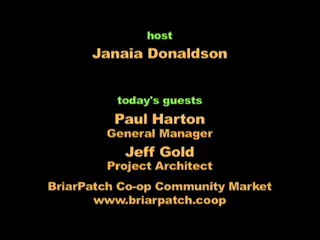 host
Janaia Donaldson
today's guests
Paul Harton
General Manager
Jeff Gold
Project Architect
BriarPatch Co-op Community Market
www.briarpatch.coop